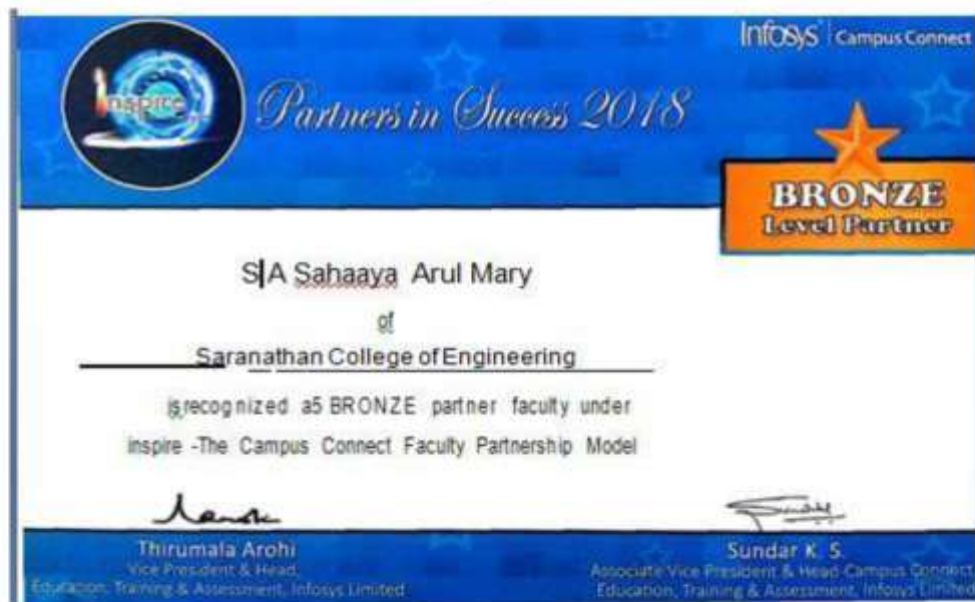 Infosys | Campus Connect
Inspire
Partners in Success 2018
BRONZE
Level Partner
S|A Sahaaya Arul Mary
of
Saranathan College of Engineering
is recognized a5 BRONZE partner faculty under
inspire -The Campus Connect Faculty Partnership Model
Thirumala Arohi
Vice President & Head,
Education, Training & Assessment, Infosys Limited
Sundar K. S.
Associate Vice President & Head-Campus Connect
Education, Training & Assessment, Infosys Limited